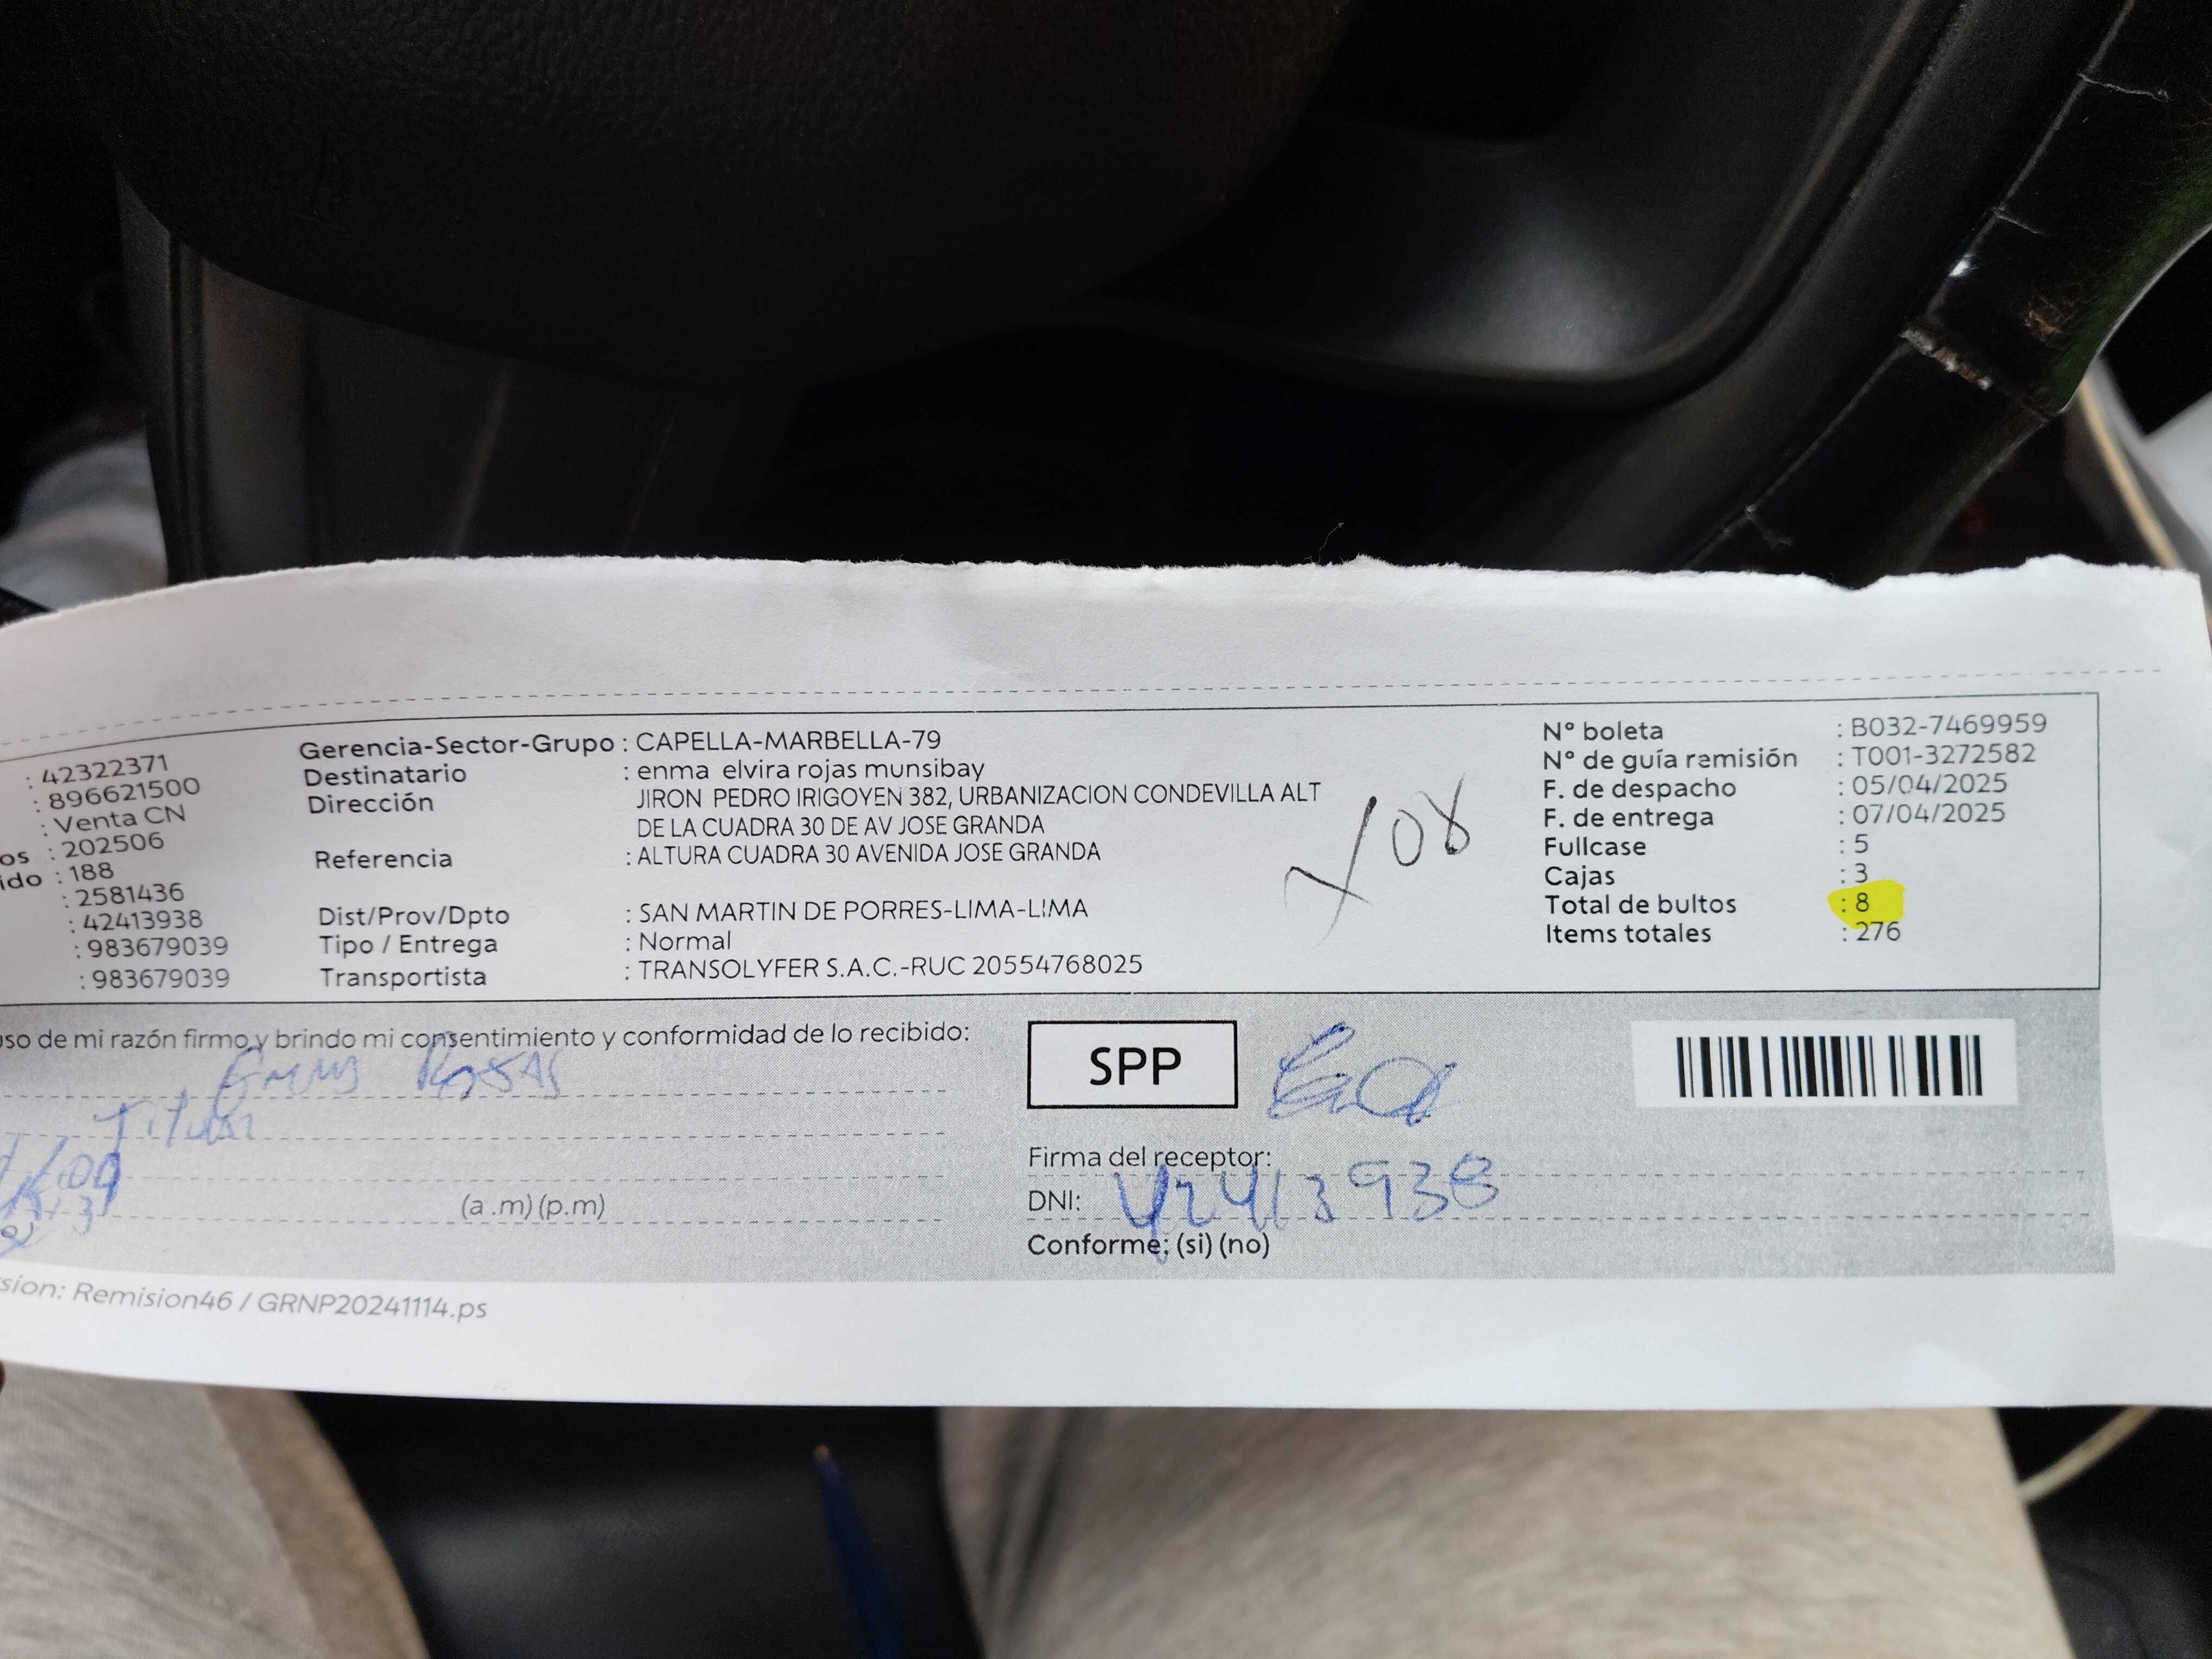 : 42322371
: 896621500
: Venta CN
os : 202506
ido : 188
: 2581436
: 42413938
: 983679039
: 983679039
Gerencia-Sector-Grupo : CAPELLA-MARBELLA-79
Destinatario : enma elvira rojas munsibay
Dirección : JIRON PEDRO IRIGOYEN 382, URBANIZACION CONDEVILLA ALT
DE LA CUADRA 30 DE AV JOSE GRANDA
Referencia : ALTURA CUADRA 30 AVENIDA JOSE GRANDA
Dist/Prov/Dpto : SAN MARTIN DE PORRES-LIMA-LIMA
Tipo / Entrega : Normal
Transportista : TRANSOLYFER S.A.C.-RUC 20554768025
08
N° boleta : B032-7469959
N° de guía remisión : T001-3272582
F. de despacho : 05/04/2025
F. de entrega : 07/04/2025
Fullcase : 5
Cajas : 3
Total de bultos : 8
Items totales : 276
uso de mi razón firmo y brindo mi consentimiento y conformidad de lo recibido:
Rojas
Titular
(a .m) (p.m)
SPP
Firma del receptor:
DNI: 42413938
Conforme: (si) (no)
sion: Remision46 / GRNP20241114.ps